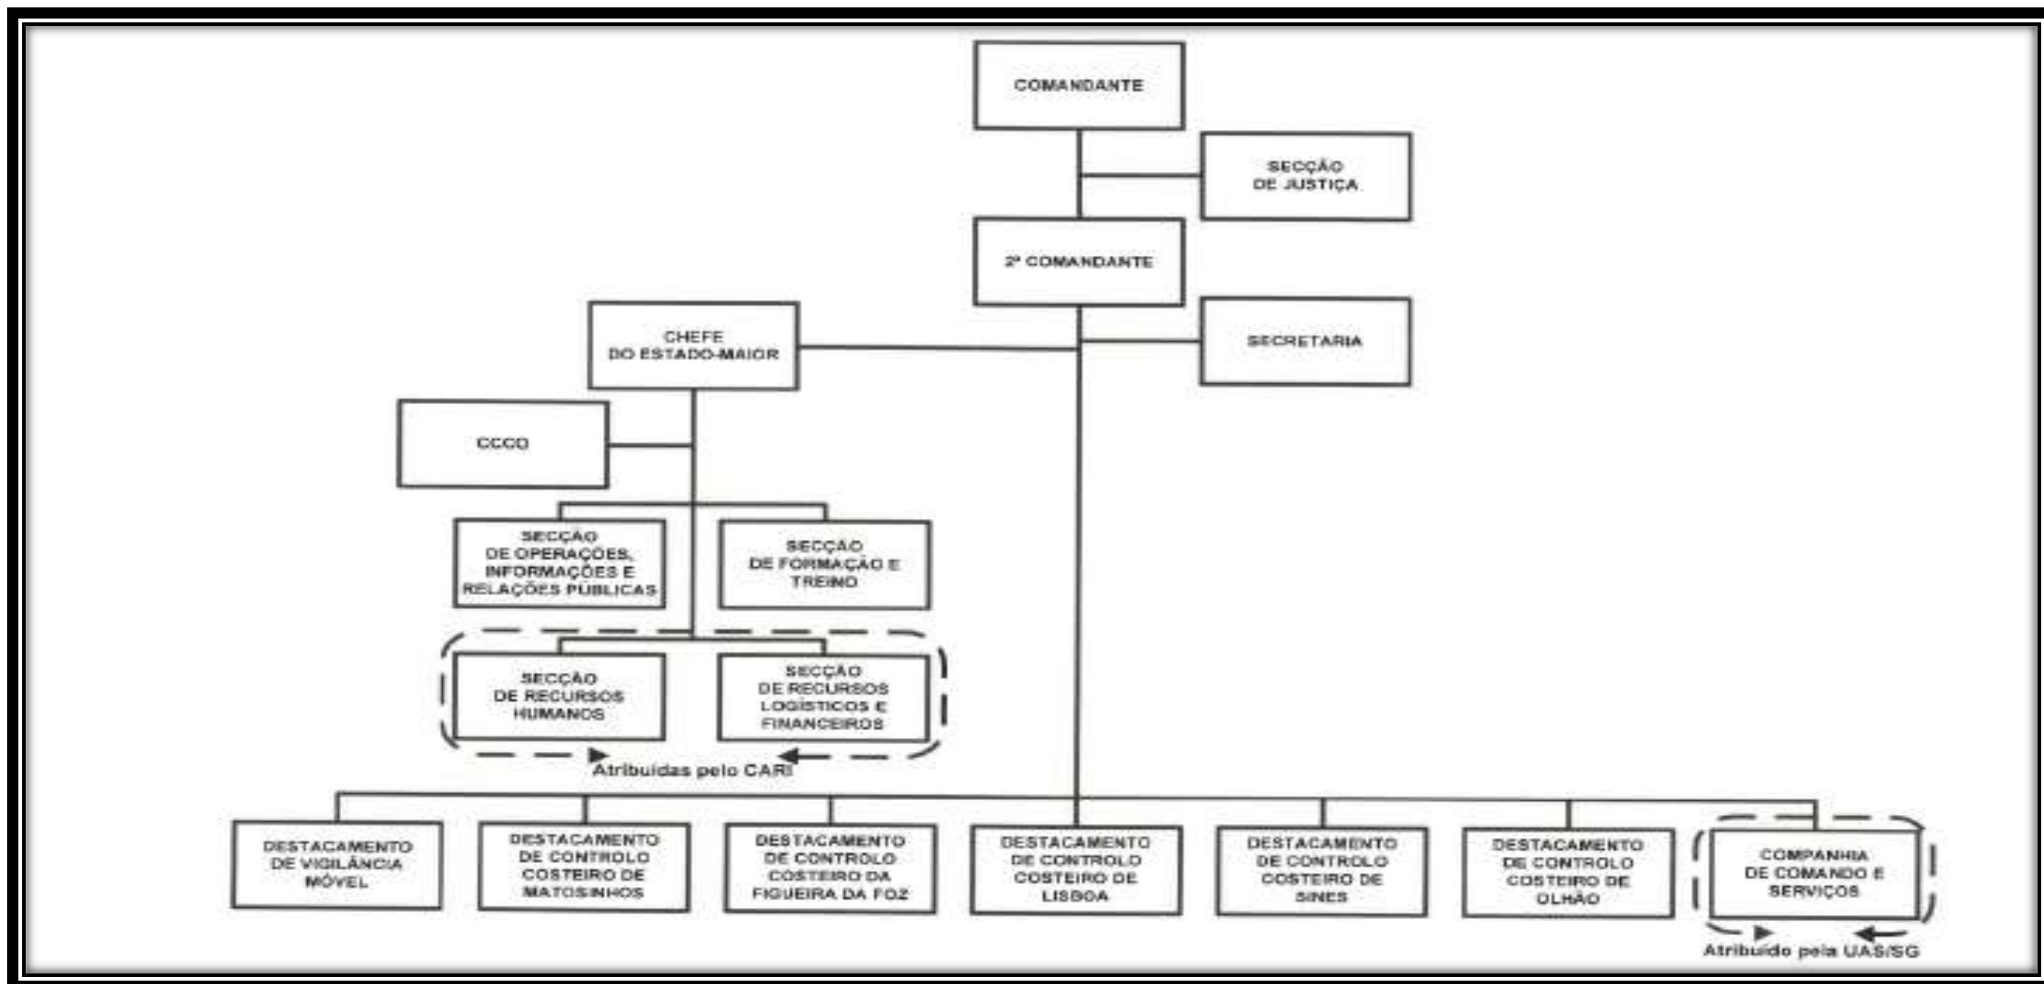 COMANDANTE
SECÇÃO
DE JUSTIÇA
2º COMANDANTE
CHEFE
DO ESTADO-MAIOR
SECRETARIA
CCCO
SECÇÃO
DE OPERAÇÕES,
INFORMAÇÕES E
RELAÇÕES PÚBLICAS
SECÇÃO
DE FORMAÇÃO E
TREINO
SECÇÃO
DE RECURSOS
HUMANOS
SECÇÃO
DE RECURSOS
LOGÍSTICOS E
FINANCEIROS
Atribuídas pelo CARI
DESTACAMENTO
DE VIGILÂNCIA
MÓVEL
DESTACAMENTO
DE CONTROLO
COSTEIRO DE
MATOSINHOS
DESTACAMENTO
DE CONTROLO
COSTEIRO DA
FIGUEIRA DA FOZ
DESTACAMENTO
DE CONTROLO
COSTEIRO DE
LISBOA
DESTACAMENTO
DE CONTROLO
COSTEIRO DE
SINES
DESTACAMENTO
DE CONTROLO
COSTEIRO DE
OLHÃO
COMPANHIA
DE COMANDO E
SERVIÇOS
Atribuído pela UAS/SG